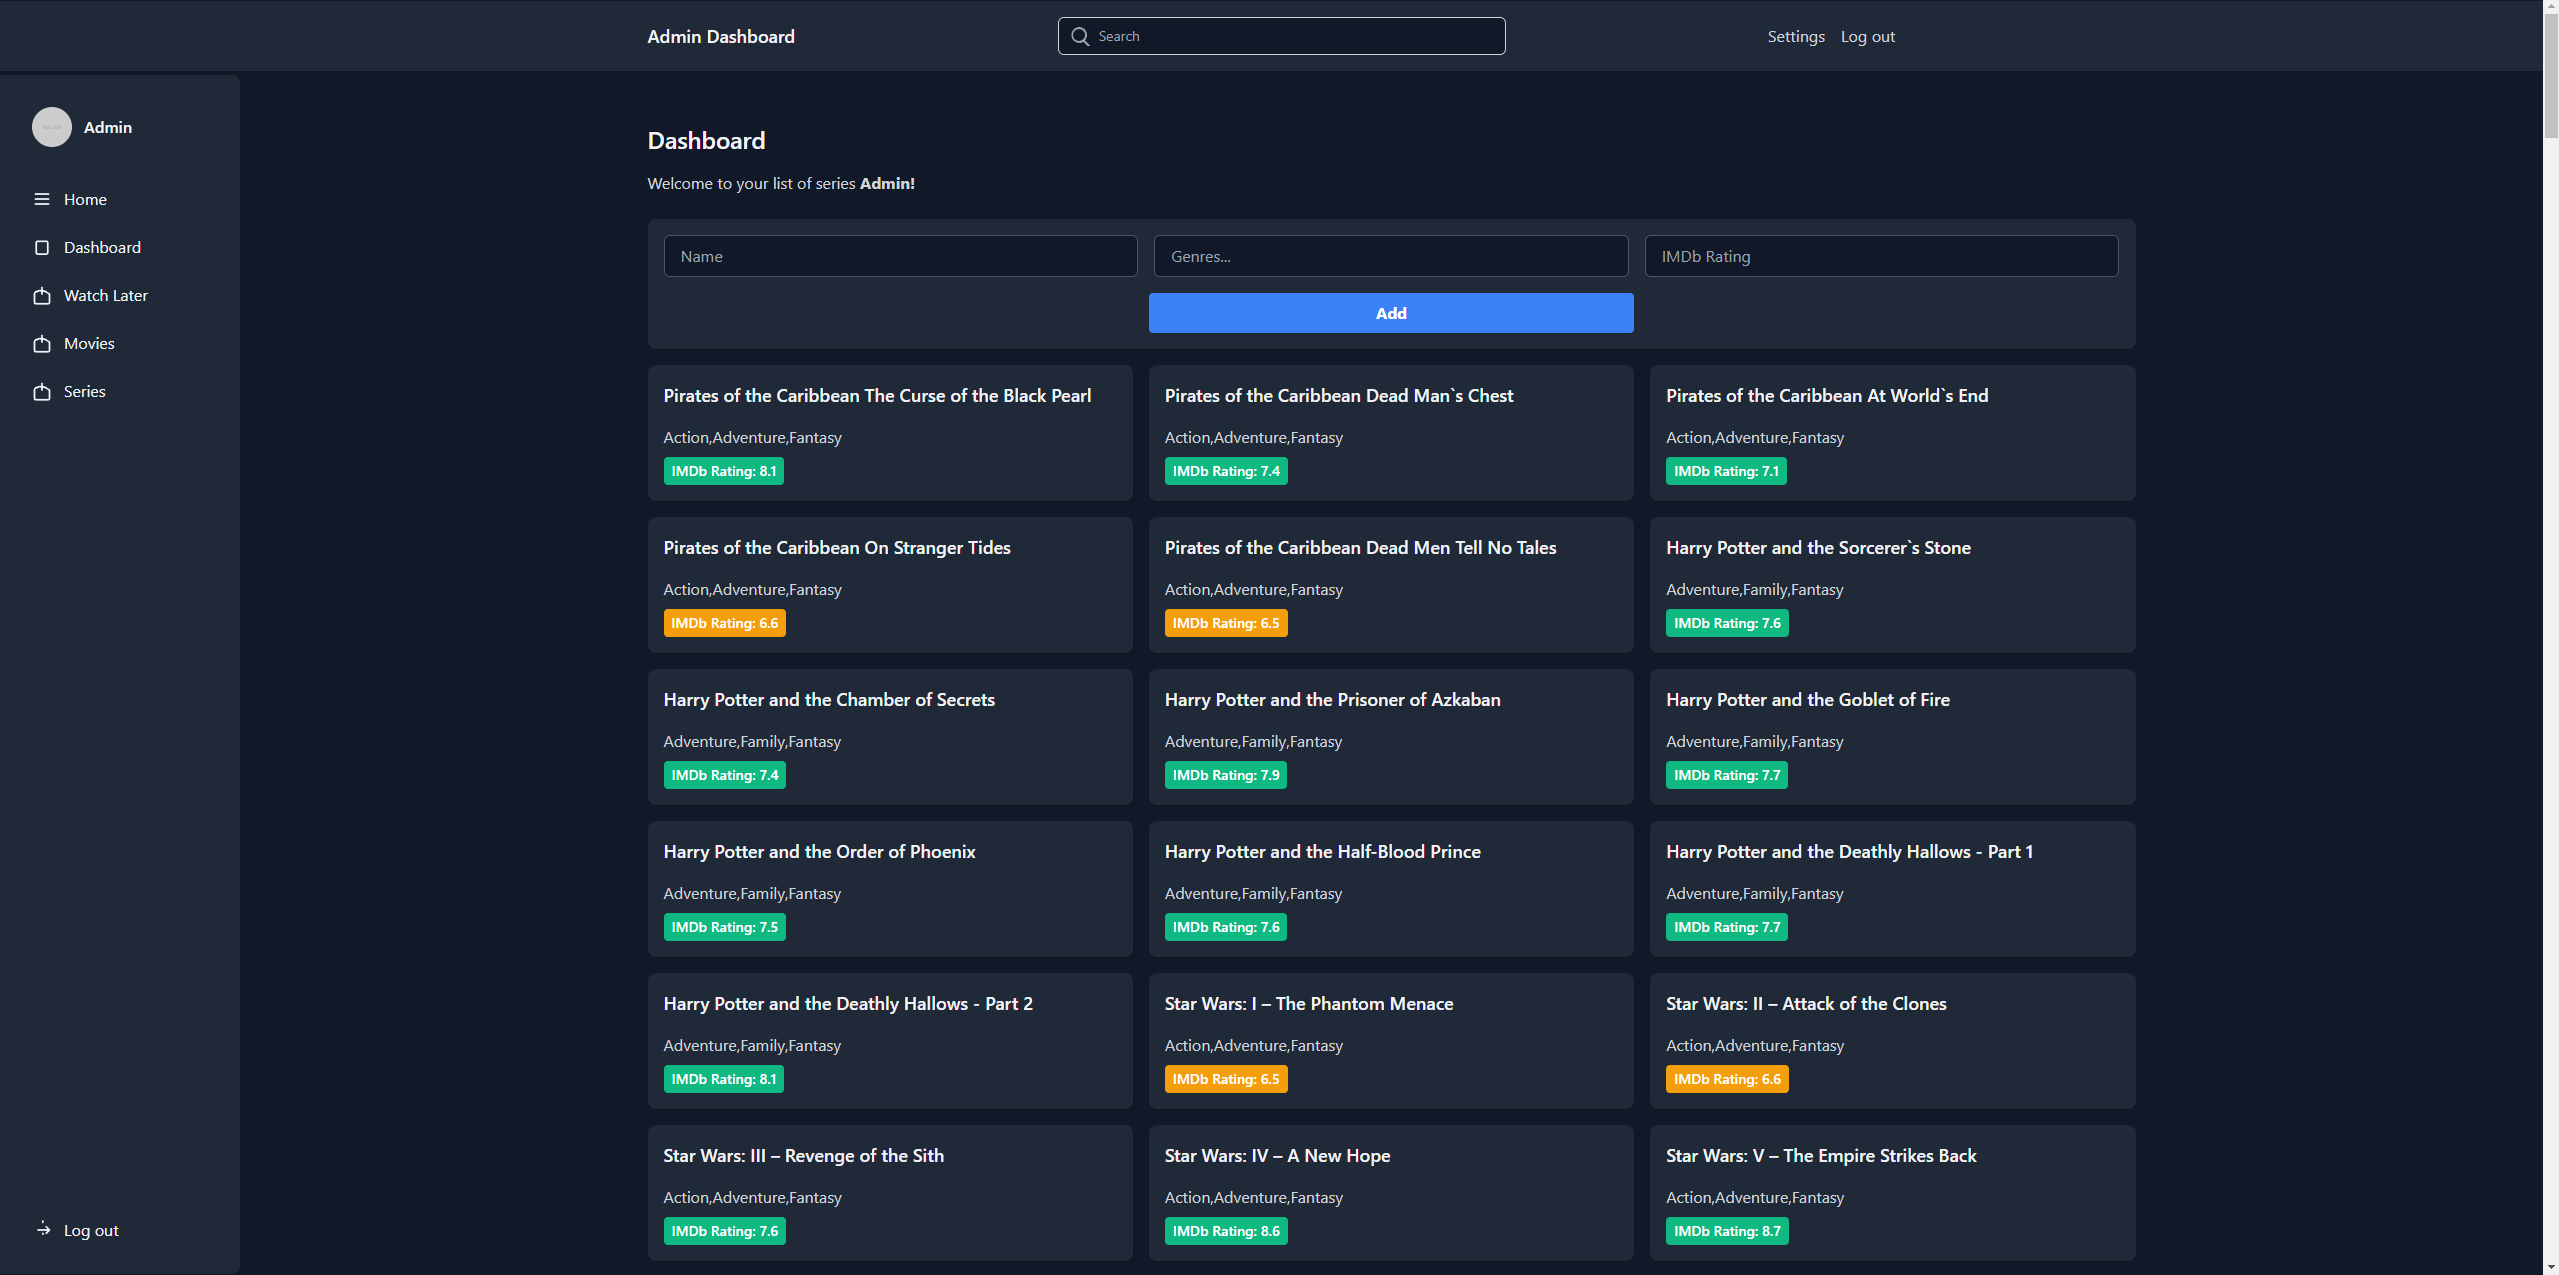 Admin Dashboard
Search
Settings
Log out
Admin
Home
Dashboard
Watch Later
Movies
Series
Log out
Dashboard
Welcome to your list of series Admin!
Name
Genres...
IMDb Rating
Add
Pirates of the Caribbean The Curse of the Black Pearl
Action,Adventure,Fantasy
IMDb Rating: 8.1
Pirates of the Caribbean Dead Man`s Chest
Action,Adventure,Fantasy
IMDb Rating: 7.4
Pirates of the Caribbean At World`s End
Action,Adventure,Fantasy
IMDb Rating: 7.1
Pirates of the Caribbean On Stranger Tides
Action,Adventure,Fantasy
IMDb Rating: 6.6
Pirates of the Caribbean Dead Men Tell No Tales
Action,Adventure,Fantasy
IMDb Rating: 6.5
Harry Potter and the Sorcerer`s Stone
Adventure,Family,Fantasy
IMDb Rating: 7.6
Harry Potter and the Chamber of Secrets
Adventure,Family,Fantasy
IMDb Rating: 7.4
Harry Potter and the Prisoner of Azkaban
Adventure,Family,Fantasy
IMDb Rating: 7.9
Harry Potter and the Goblet of Fire
Adventure,Family,Fantasy
IMDb Rating: 7.7
Harry Potter and the Order of Phoenix
Adventure,Family,Fantasy
IMDb Rating: 7.5
Harry Potter and the Half-Blood Prince
Adventure,Family,Fantasy
IMDb Rating: 7.6
Harry Potter and the Deathly Hallows - Part 1
Adventure,Family,Fantasy
IMDb Rating: 7.7
Harry Potter and the Deathly Hallows - Part 2
Adventure,Family,Fantasy
IMDb Rating: 8.1
Star Wars: I – The Phantom Menace
Action,Adventure,Fantasy
IMDb Rating: 6.5
Star Wars: II – Attack of the Clones
Action,Adventure,Fantasy
IMDb Rating: 6.6
Star Wars: III – Revenge of the Sith
Action,Adventure,Fantasy
IMDb Rating: 7.6
Star Wars: IV – A New Hope
Action,Adventure,Fantasy
IMDb Rating: 8.6
Star Wars: V – The Empire Strikes Back
Action,Adventure,Fantasy
IMDb Rating: 8.7